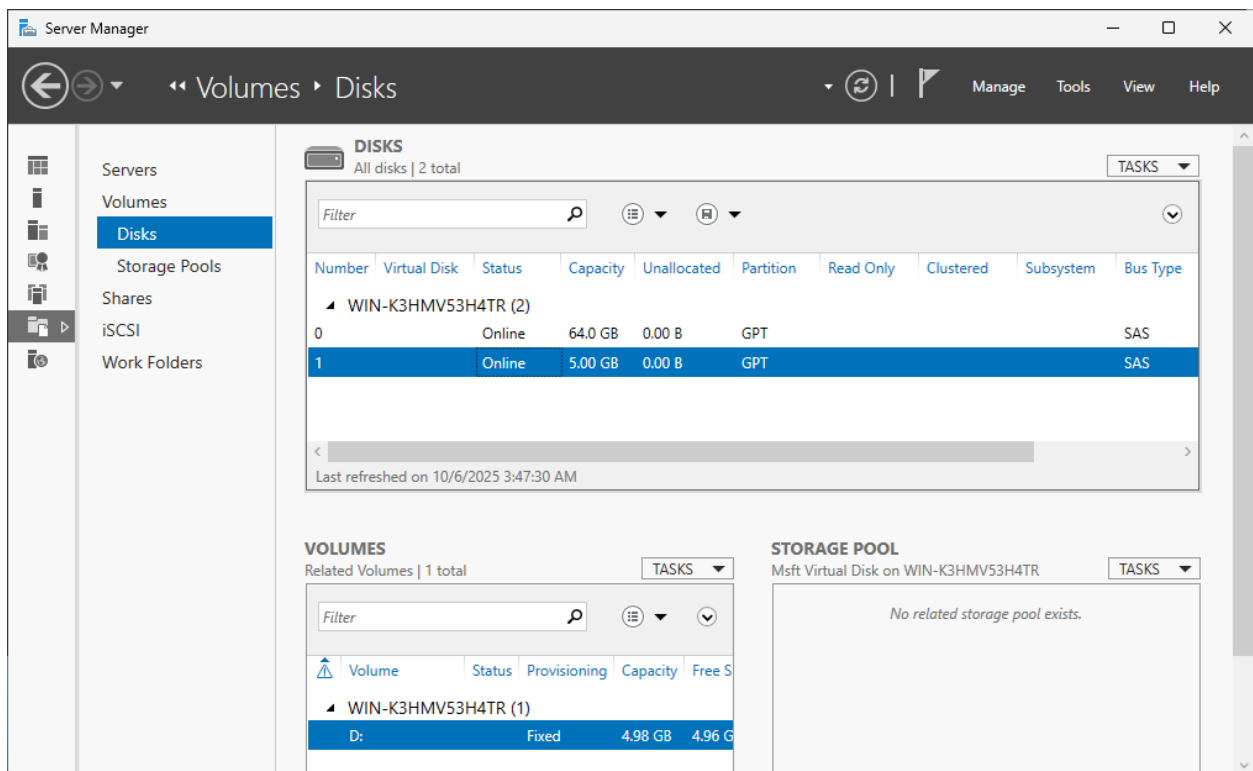 Server Manager
Volumes Disks
Manage Tools View Help
Servers
Volumes
Disks
Storage Pools
Shares
iSCSI
Work Folders
DISKS
All disks | 2 total
TASKS
Filter
Number Virtual Disk Status Capacity Unallocated Partition Read Only Clustered Subsystem Bus Type
WIN-K3HMV53H4TR (2)
0 Online 64.0 GB 0.00 B GPT SAS
1 Online 5.00 GB 0.00 B GPT SAS
Last refreshed on 10/6/2025 3:47:30 AM
VOLUMES
Related Volumes | 1 total
TASKS
Filter
Volume Status Provisioning Capacity Free S
WIN-K3HMV53H4TR (1)
D: Fixed 4.98 GB 4.96 G
STORAGE POOL
Msft Virtual Disk on WIN-K3HMV53H4TR
TASKS
No related storage pool exists.